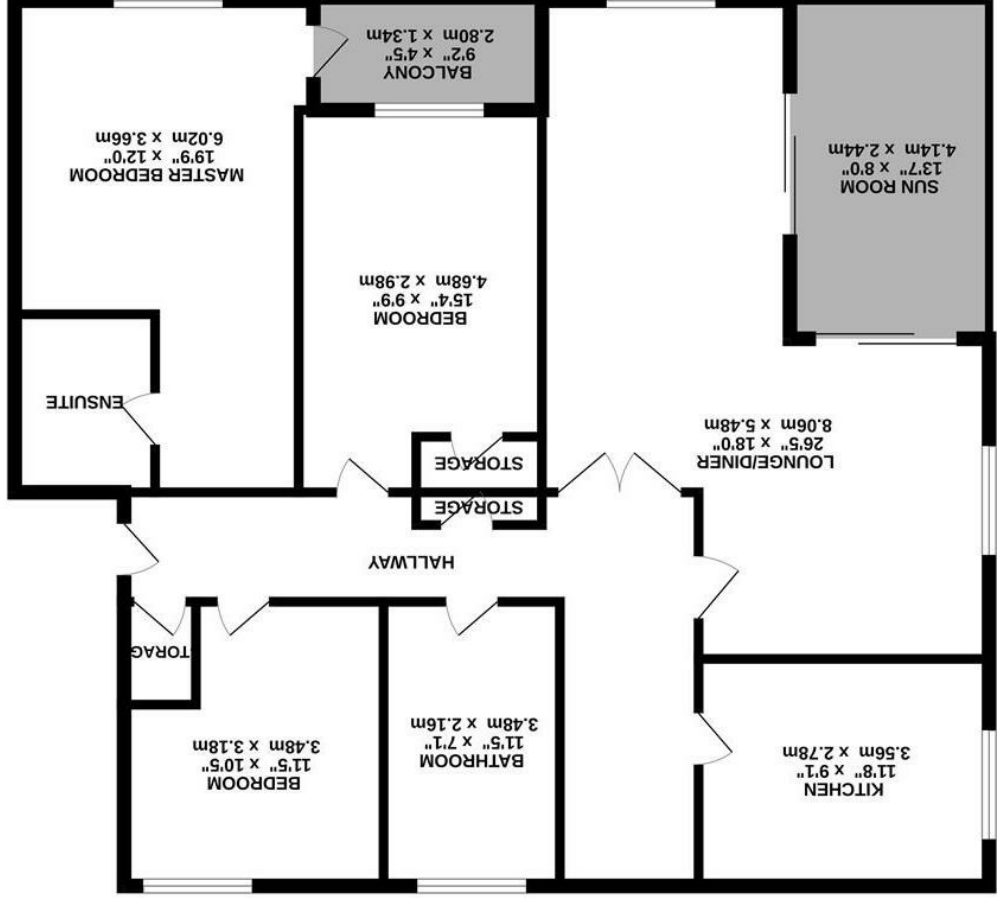 KITCHEN
11'8" x 9'1"
3.56m x 2.78m
BATHROOM
11'5" x 7'1"
3.48m x 2.16m
BEDROOM
11'5" x 10'5"
3.48m x 3.18m
STORAG
HALLWAY
STORAGE
STORAGE
LOUNGE/DINER
26'5" x 18'0"
8.06m x 5.48m
ENSUITE
BEDROOM
15'4" x 9'9"
4.68m x 2.98m
SUN ROOM
13'7" x 8'0"
4.14m x 2.44m
MASTER BEDROOM
19'9" x 12'0"
6.02m x 3.66m
BALCONY
9'2" x 4'5"
2.80m x 1.34m